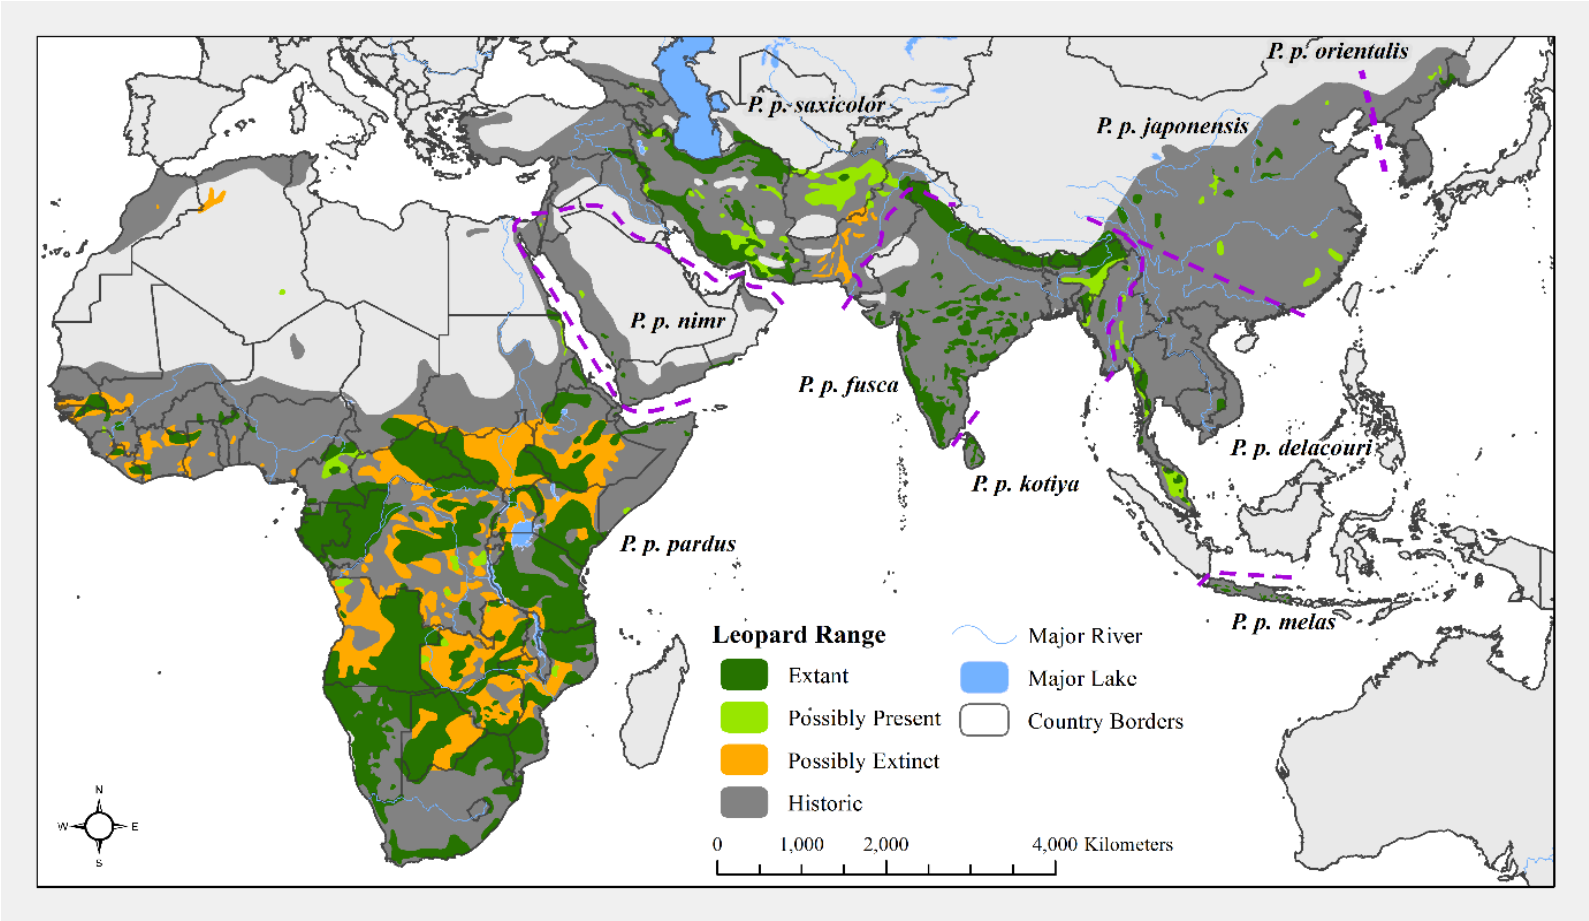 P. p. orientalis
P. p. saxicolor
P. p. japonensis
P. p. nimr
P. p. fusca
P. p. delacouri
P. p. kotiya
P. p. pardus
P. p. melas
Leopard Range
Extant
Possibly Present
Possibly Extinct
Historic
Major River
Major Lake
Country Borders
N
W E
S
0 1,000 2,000 4,000 Kilometers